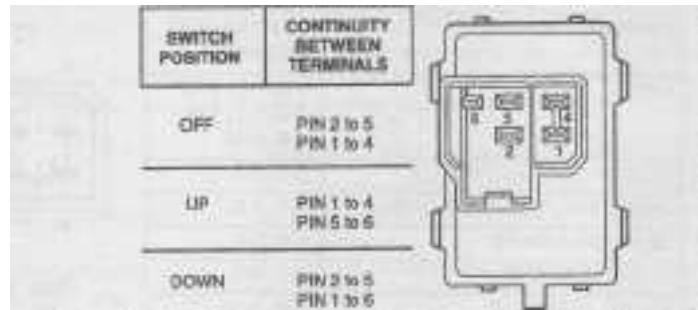 SWITCH POSITION
CONTINUITY BETWEEN TERMINALS
OFF
PIN 2 to 5
PIN 1 to 4
UP
PIN 1 to 4
PIN 5 to 6
DOWN
PIN 2 to 5
PIN 1 to 6
6 5 4
2 1